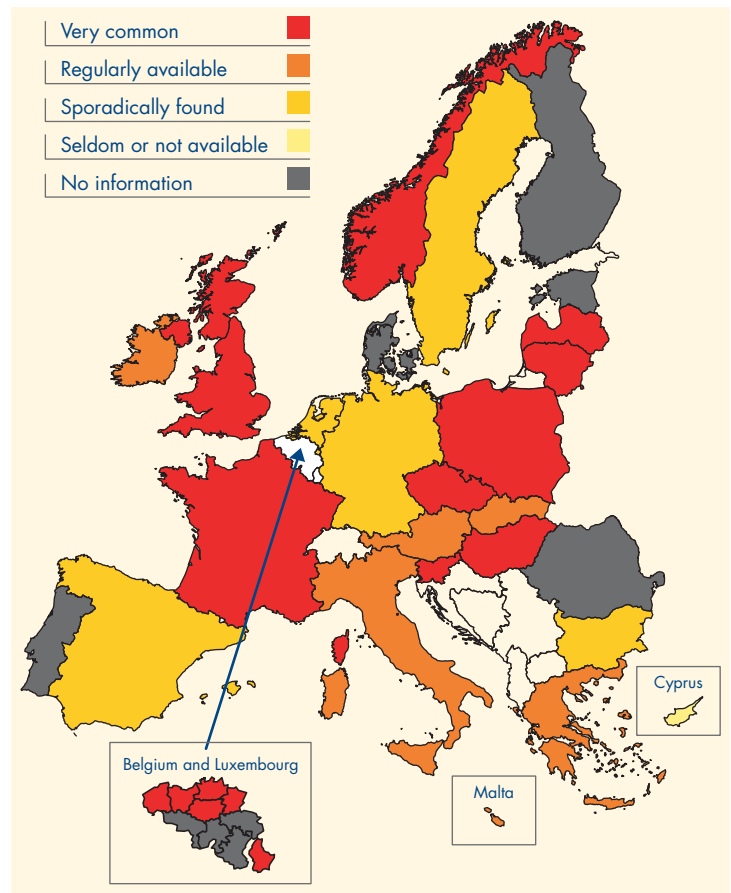 Very common
Regularly available
Sporadically found
Seldom or not available
No information
Cyprus
Belgium and Luxembourg
Malta